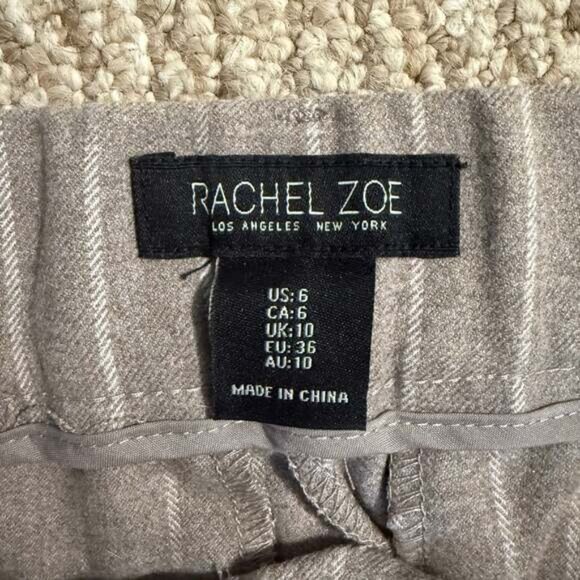 RACHEL ZOE
LOS ANGELES NEW YORK
US: 6
CA: 6
UK: 10
EU: 36
AU: 10
MADE IN CHINA